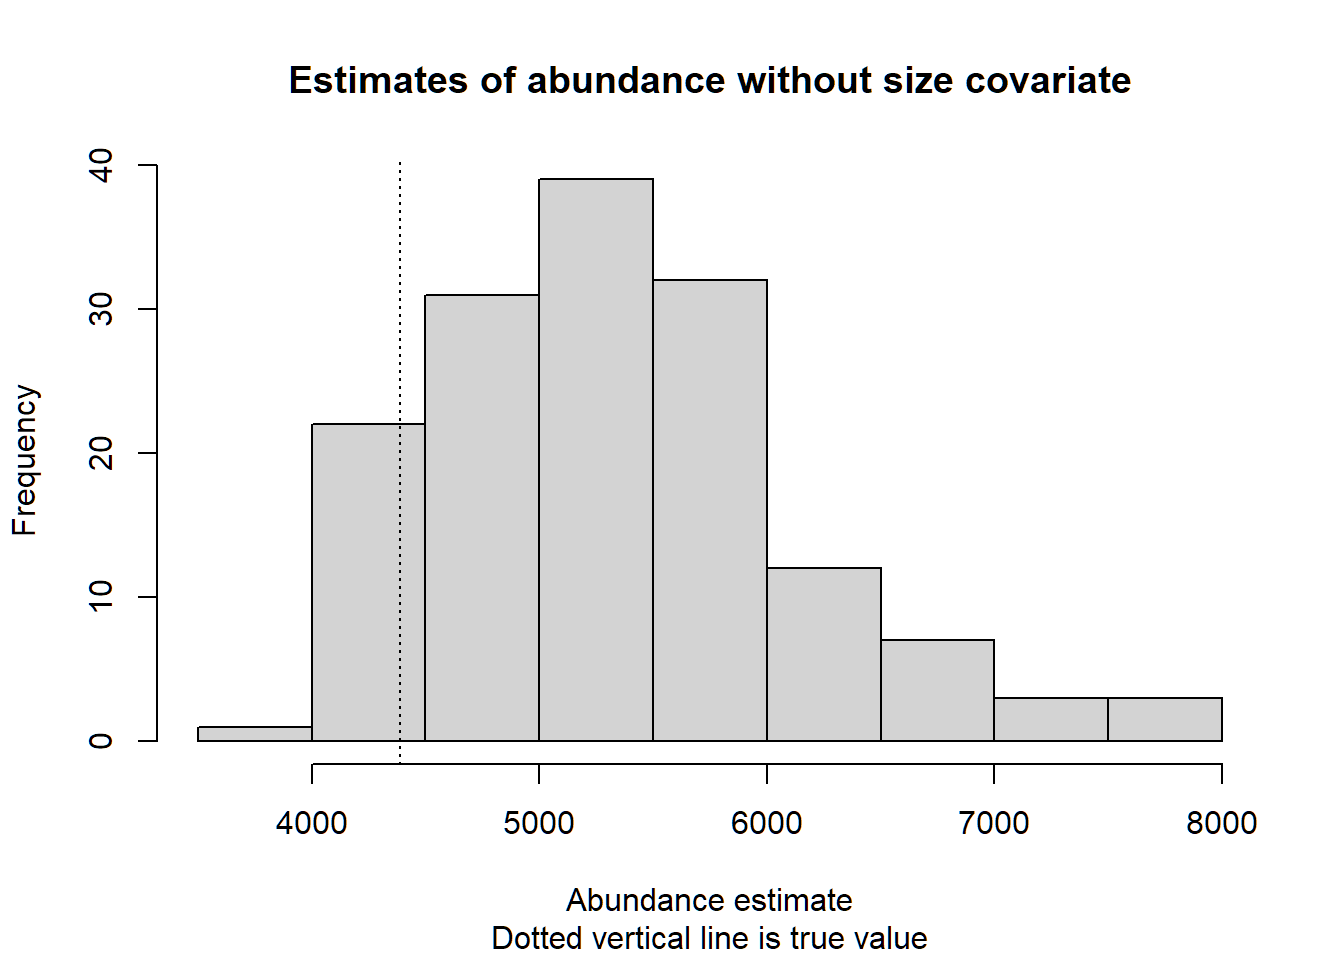 Estimates of abundance without size covariate
40
30
20
10
0
Frequency
4000 5000 6000 7000 8000
Abundance estimate
Dotted vertical line is true value